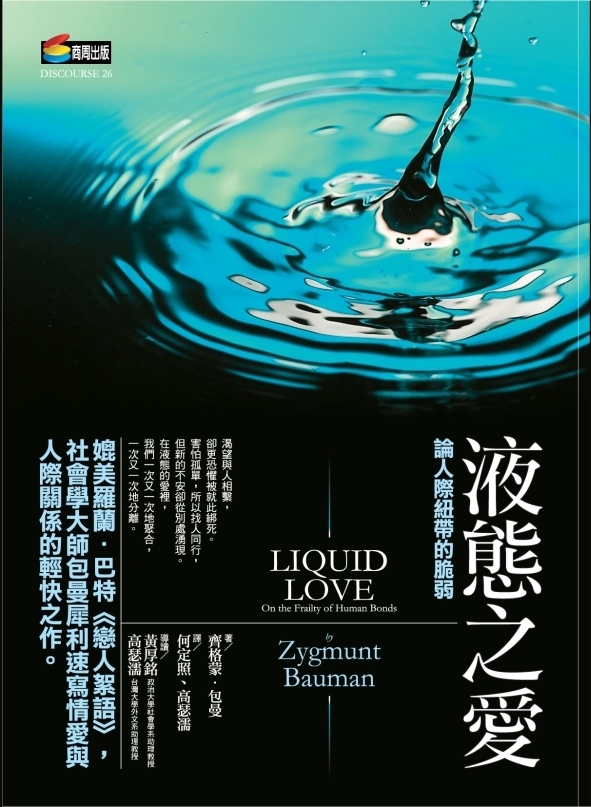 商周出版
DISCOURSE 26
液態之愛
論人際紐帶的脆弱
LIQUID
LOVE
On the Frailty of Human Bonds
by
Zygmunt
Bauman
渴望與人相繫，
卻更恐懼被就此綁死。
害怕孤單，所以找人同行，
但新的不安卻從別處湧現。
在液態的愛裡，
我們一次又一次地聚合，
一次又一次地分離。
著／
齊格蒙．包曼
譯／
何定照、高瑟濡
導讀／
黃厚銘 政治大學社會學系助理教授
高瑟濡 台灣大學外文系助理教授
媲美羅蘭．巴特《戀人絮語》，
社會學大師包曼犀利速寫情愛與
人際關係的輕快之作。